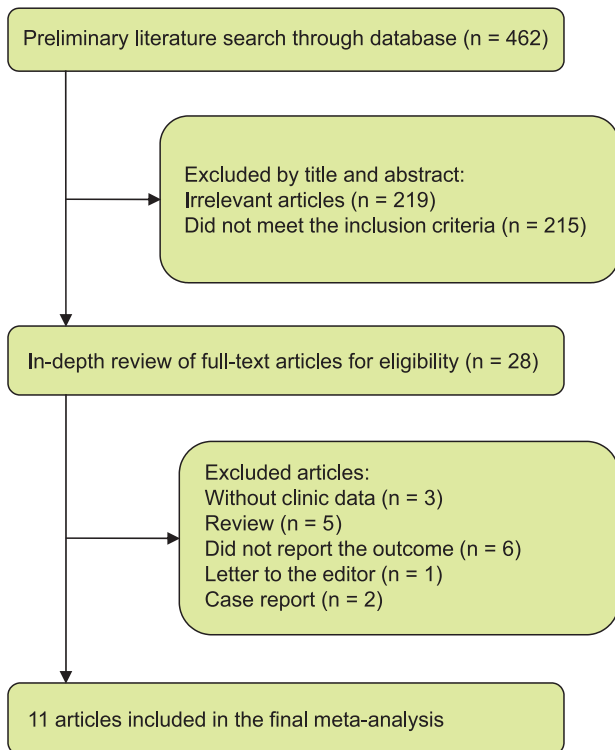 Preliminary literature search through database (n = 462)
Excluded by title and abstract:
Irrelevant articles (n = 219)
Did not meet the inclusion criteria (n = 215)
In-depth review of full-text articles for eligibility (n = 28)
Excluded articles:
Without clinic data (n = 3)
Review (n = 5)
Did not report the outcome (n = 6)
Letter to the editor (n = 1)
Case report (n = 2)
11 articles included in the final meta-analysis